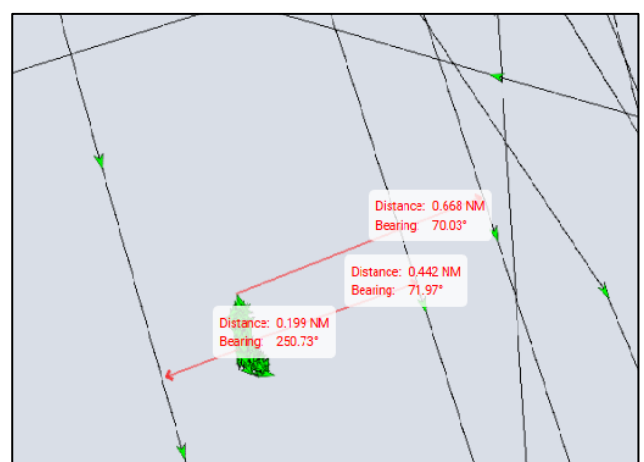 Distance: 0.668 NM
Bearing: 70.03°
Distance: 0.442 NM
Bearing: 71.97°
Distance: 0.199 NM
Bearing: 250.73°